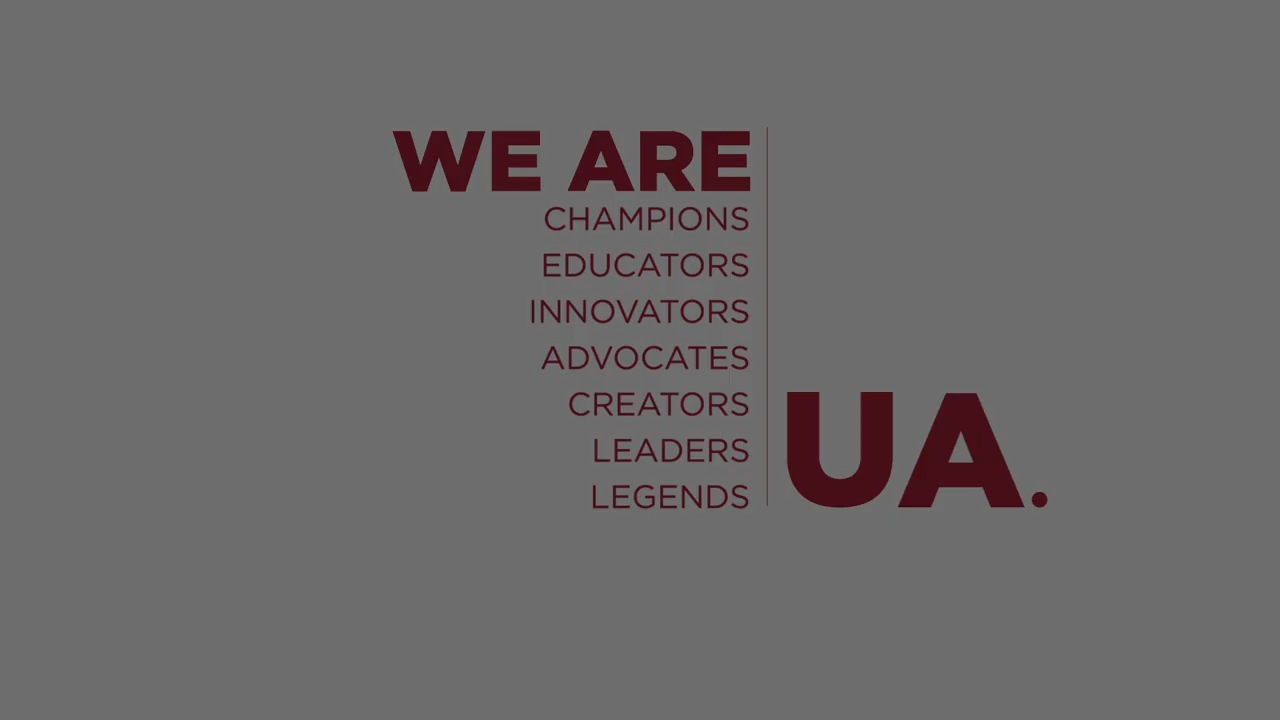 WE ARE
CHAMPIONS
EDUCATORS
INNOVATORS
ADVOCATES
CREATORS
LEADERS
LEGENDS
UA.